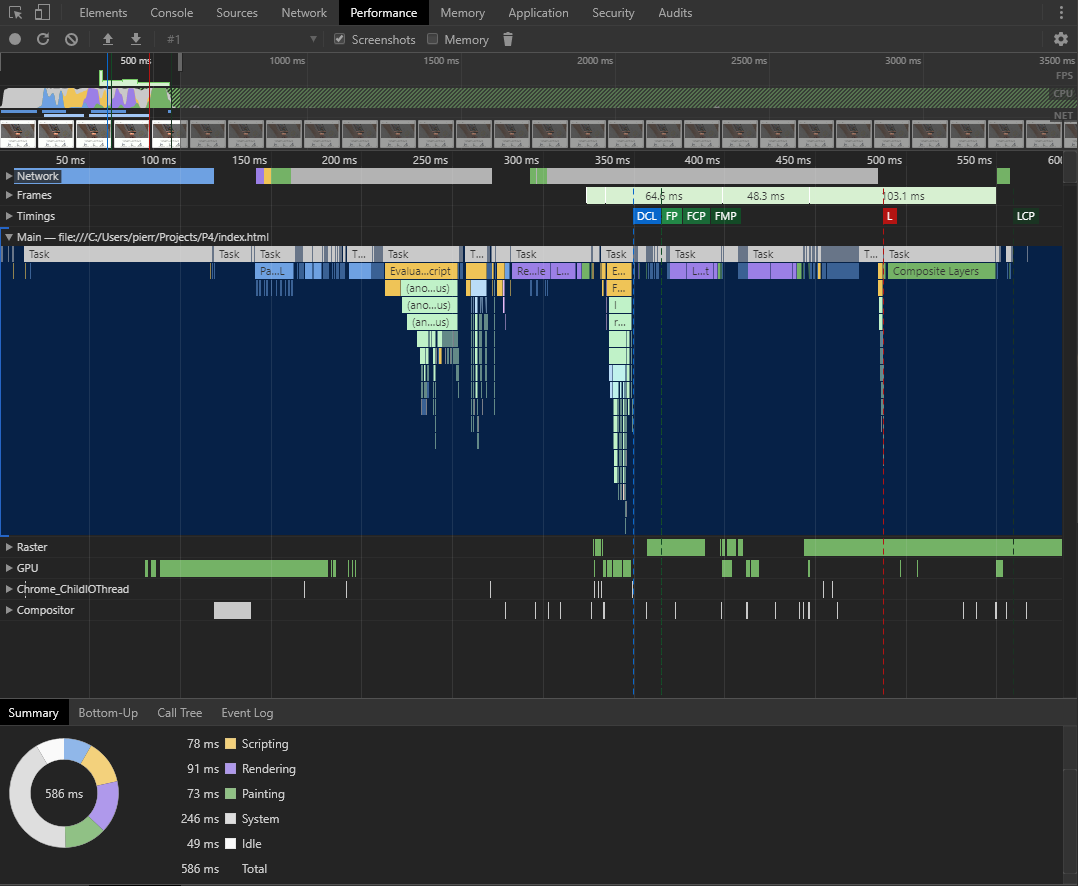 Elements Console Sources Network Performance Memory Application Security Audits
#1 Screenshots Memory
500 ms 1000 ms 1500 ms 2000 ms 2500 ms 3000 ms 3500 ms
FPS
CPU
NET
50 ms 100 ms 150 ms 200 ms 250 ms 300 ms 350 ms 400 ms 450 ms 500 ms 550 ms 600
Network
Frames 64.6 ms 48.3 ms 103.1 ms
Timings DCL FP FCP FMP L LCP
Main — file:///C:/Users/pierr/Projects/P4/index.html
Task Task Task T... Task T... Task Task Task Task T... Task
Pa...L Evalua...cript Re...le L... E... L...t Composite Layers
(ano...us) F...
(ano...us) l
(an...us) r...
Raster
GPU
Chrome_ChildIOThread
Compositor
Summary Bottom-Up Call Tree Event Log
78 ms Scripting
91 ms Rendering
586 ms 73 ms Painting
246 ms System
49 ms Idle
586 ms Total